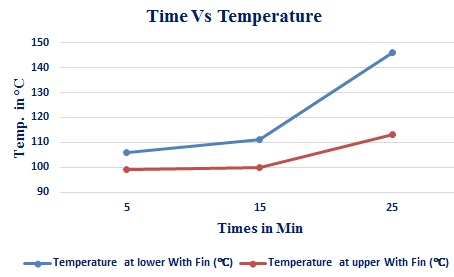 Time Vs Temperature
150
140
130
120
110
100
90
Temp. in °C
5 15 25
Times in Min
Temperature at lower With Fin (℃) Temperature at upper With Fin (℃)